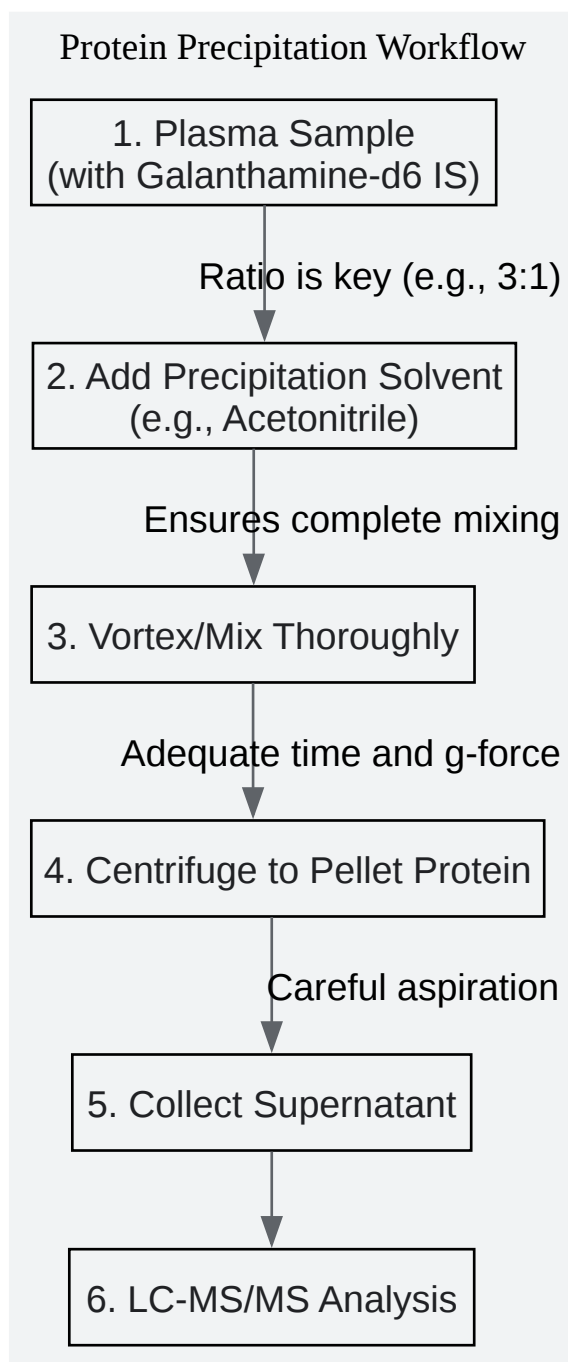 Protein Precipitation Workflow
1. Plasma Sample
(with Galanthamine-d6 IS)
Ratio is key (e.g., 3:1)
2. Add Precipitation Solvent
(e.g., Acetonitrile)
Ensures complete mixing
3. Vortex/Mix Thoroughly
Adequate time and g-force
4. Centrifuge to Pellet Protein
Careful aspiration
5. Collect Supernatant
6. LC-MS/MS Analysis